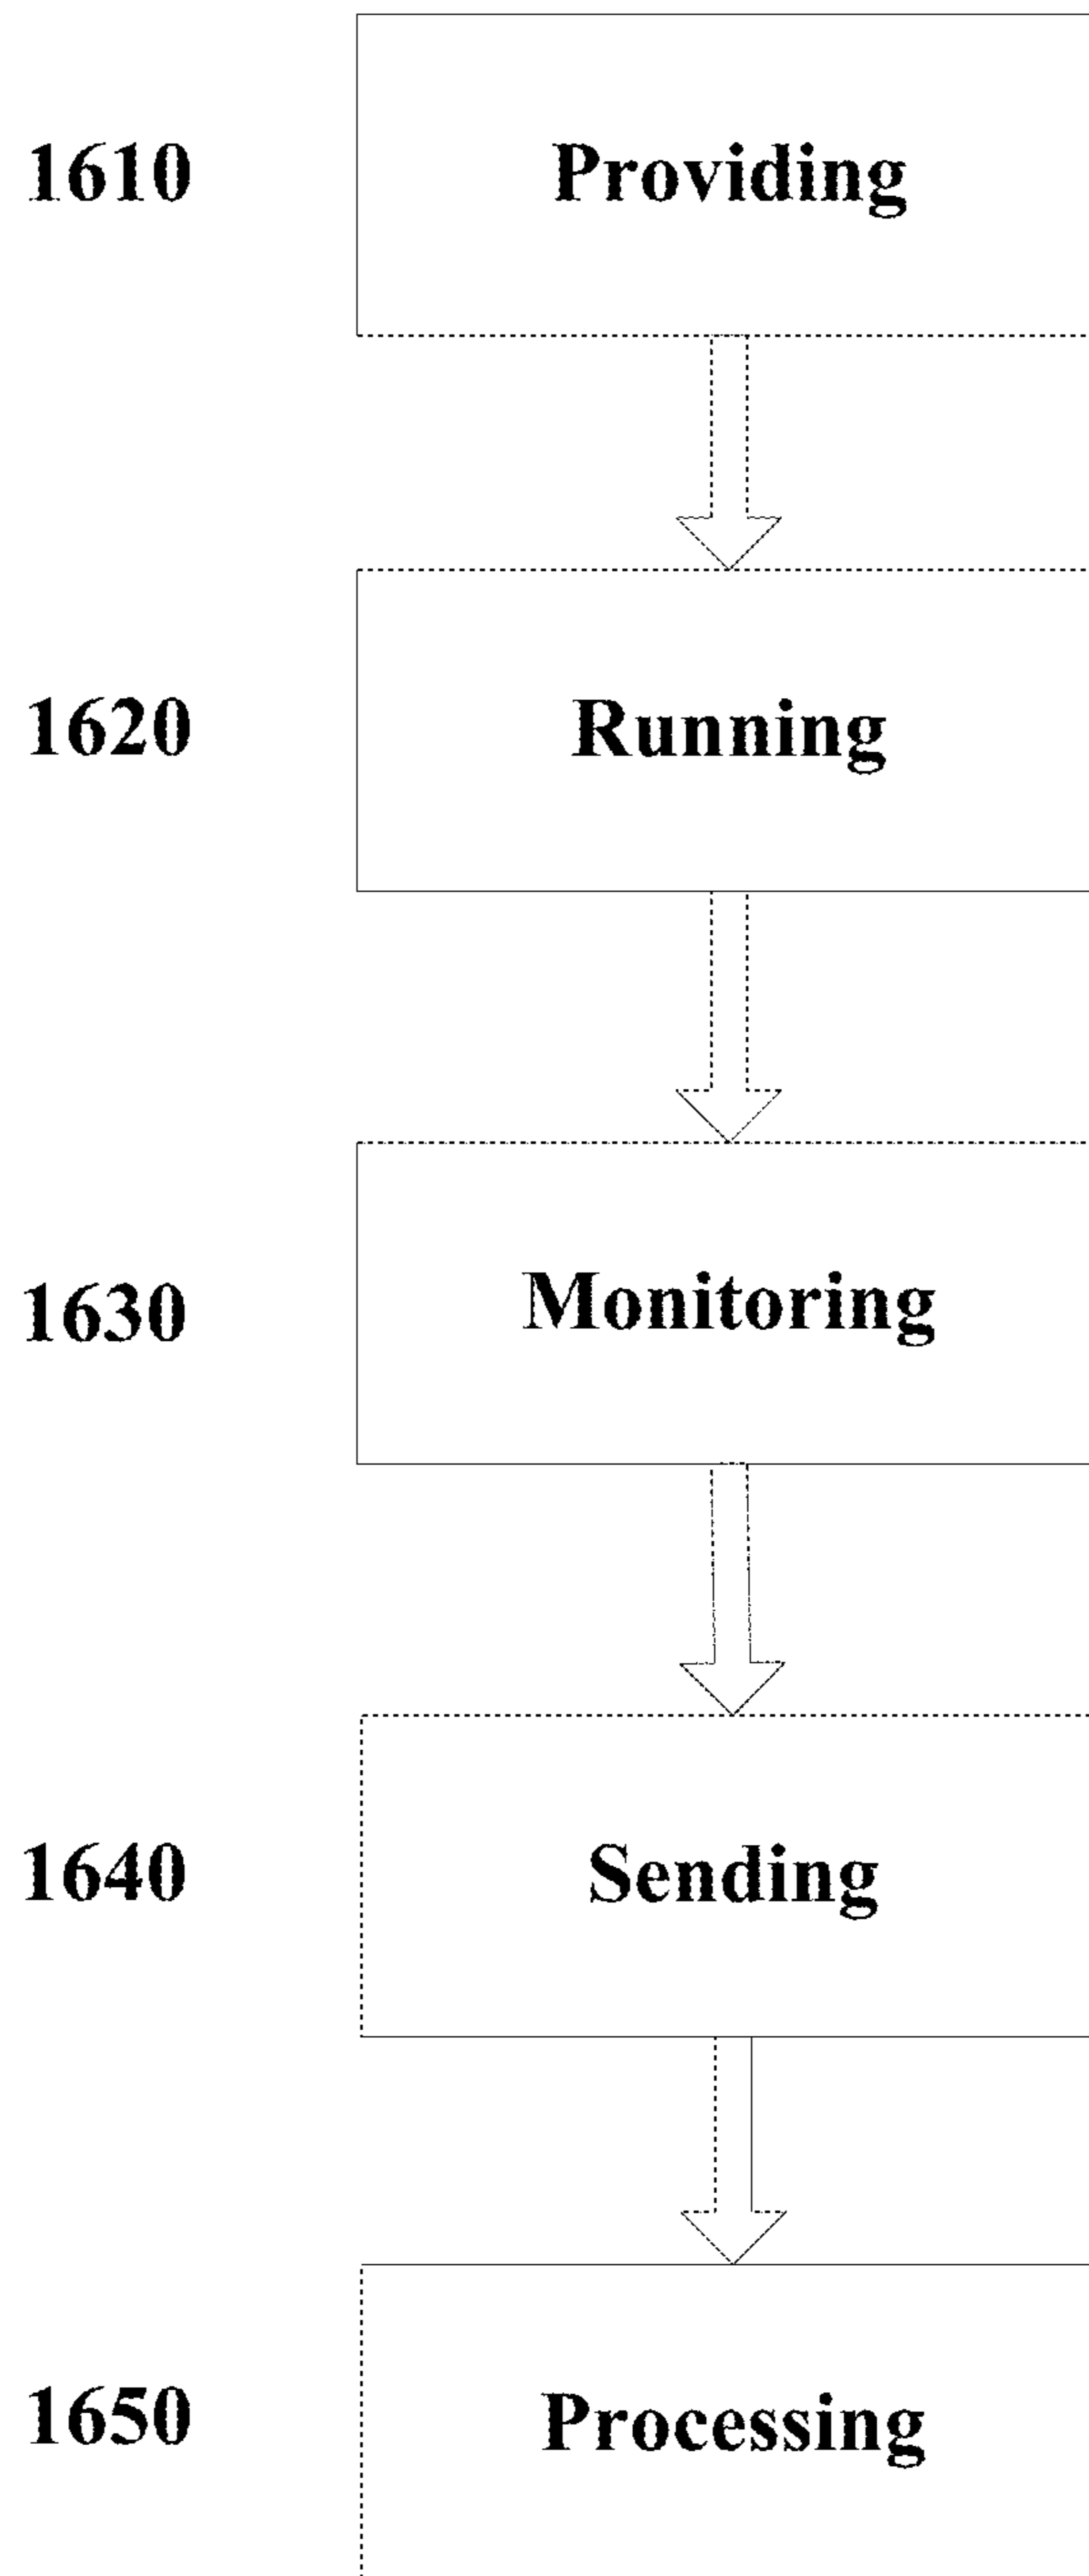 1610 Providing
1620 Running
1630 Monitoring
1640 Sending
1650 Processing